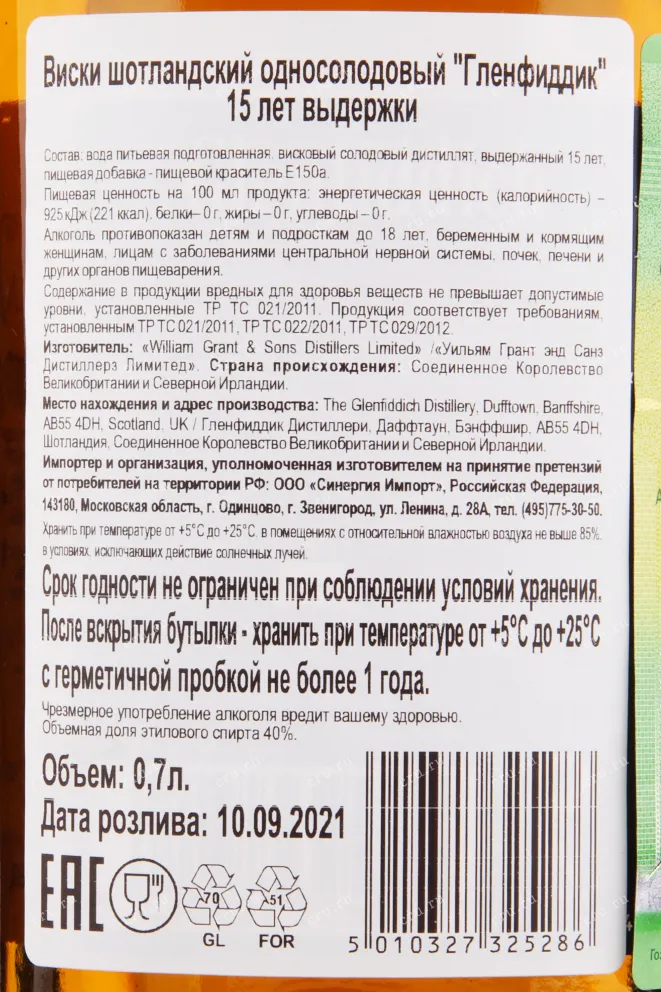 Виски шотландский односолодовый "Гленфиддик"
15 лет выдержки
Состав: вода питьевая подготовленная, висковый солодовый дистиллят, выдержанный 15 лет,
пищевая добавка - пищевой краситель Е150а.
Пищевая ценность на 100 мл продукта: энергетическая ценность (калорийность) –
925 кДж (221 ккал), белки– 0 г, жиры – 0 г, углеводы – 0 г.
Алкоголь противопоказан детям и подросткам до 18 лет, беременным и кормящим
женщинам, лицам с заболеваниями центральной нервной системы, почек, печени и
других органов пищеварения.
Содержание в продукции вредных для здоровья веществ не превышает допустимые
уровни, установленные ТР ТС 021/2011. Продукция соответствует требованиям,
установленным ТР ТС 021/2011, ТР ТС 022/2011, ТР ТС 029/2012.
Изготовитель: «William Grant & Sons Distillers Limited» /«Уильям Грант энд Санз
Дистиллерз Лимитед». Страна происхождения: Соединенное Королевство
Великобритании и Северной Ирландии.
Место нахождения и адрес производства: The Glenfiddich Distillery, Dufftown, Banffshire,
AB55 4DH, Scotland, UK / Гленфиддик Дистиллери, Даффтаун, Бэнффшир, AB55 4DH,
Шотландия, Соединенное Королевство Великобритании и Северной Ирландии.
Импортер и организация, уполномоченная изготовителем на принятие претензий
от потребителей на территории РФ: ООО «Синергия Импорт», Российская Федерация,
143180, Московская область, г. Одинцово, г. Звенигород, ул. Ленина, д. 28А, тел. (495)775-30-50.
Хранить при температуре от +5°С до +25°С, в помещениях с относительной влажностью воздуха не выше 85%,
в условиях, исключающих действие солнечных лучей.
Срок годности не ограничен при соблюдении условий хранения.
После вскрытия бутылки - хранить при температуре от +5°С до +25°С
с герметичной пробкой не более 1 года.
Чрезмерное употребление алкоголя вредит вашему здоровью.
Объемная доля этилового спирта 40%.
Объем: 0,7л.
Дата розлива: 10.09.2021
EAC
70
GL
51
FOR
5 010327 325286